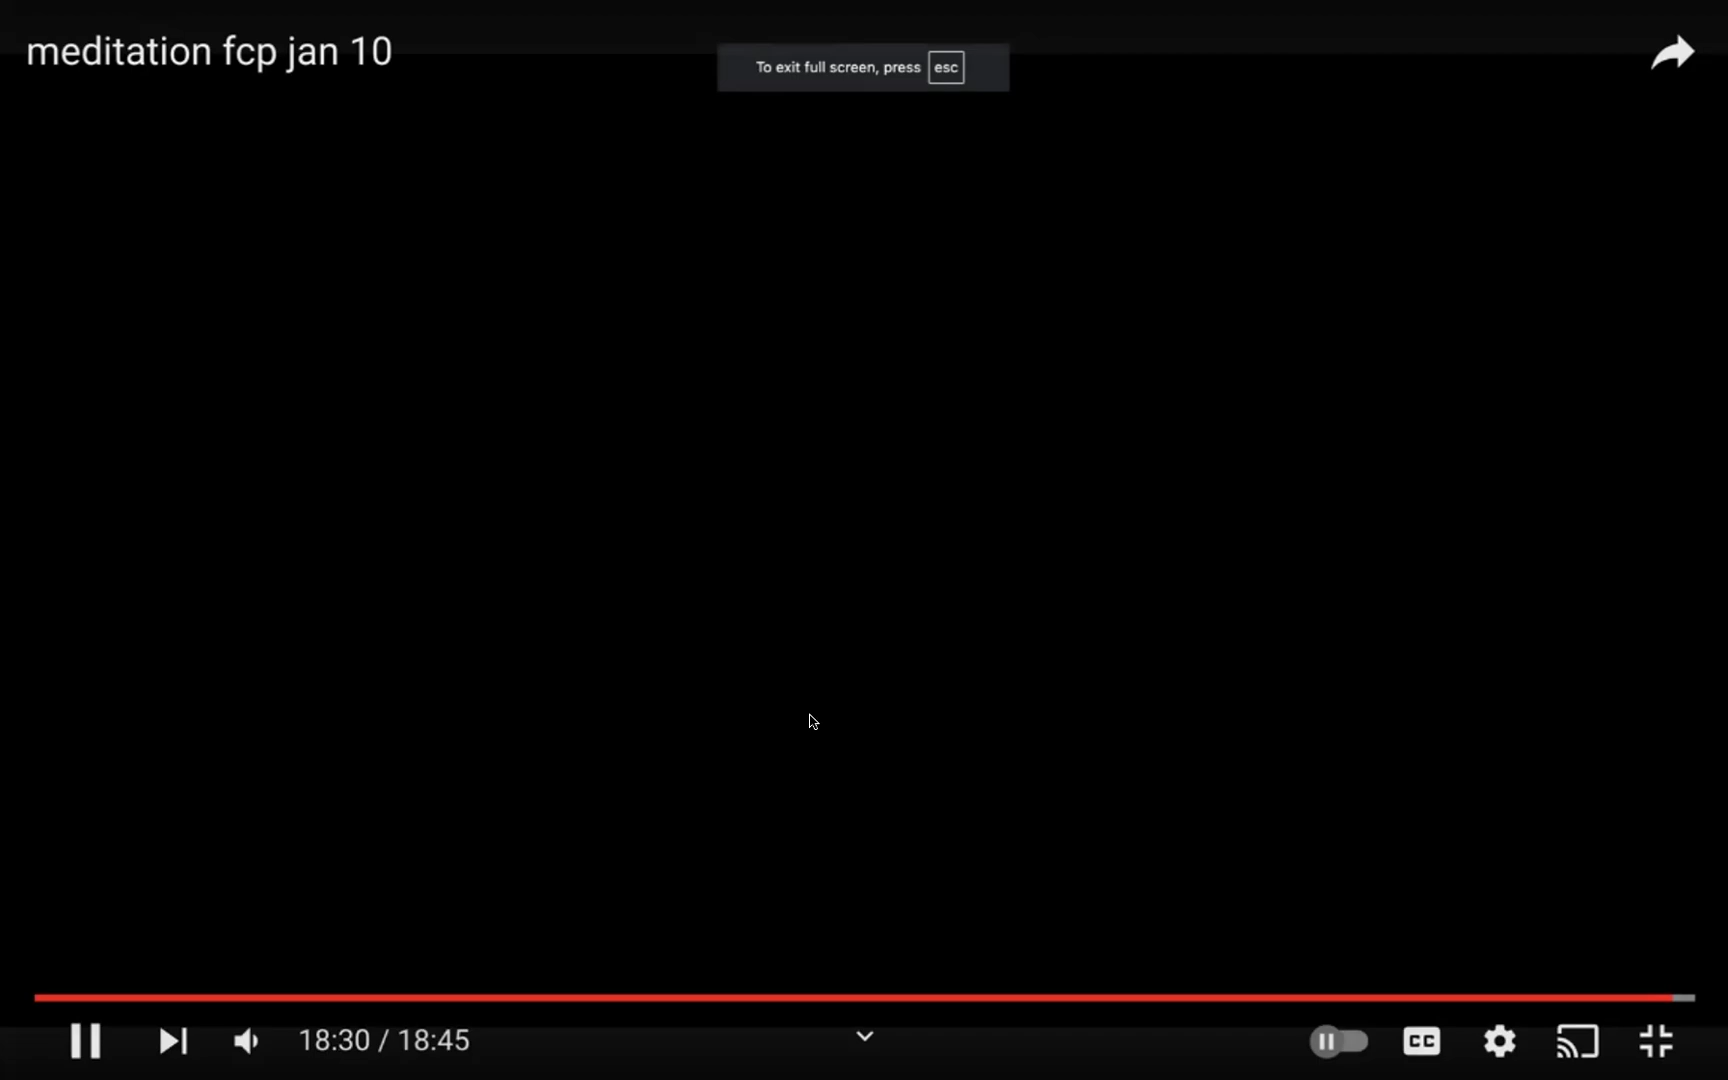 meditation fcp jan 10
To exit full screen, press esc
18:30 / 18:45
CC